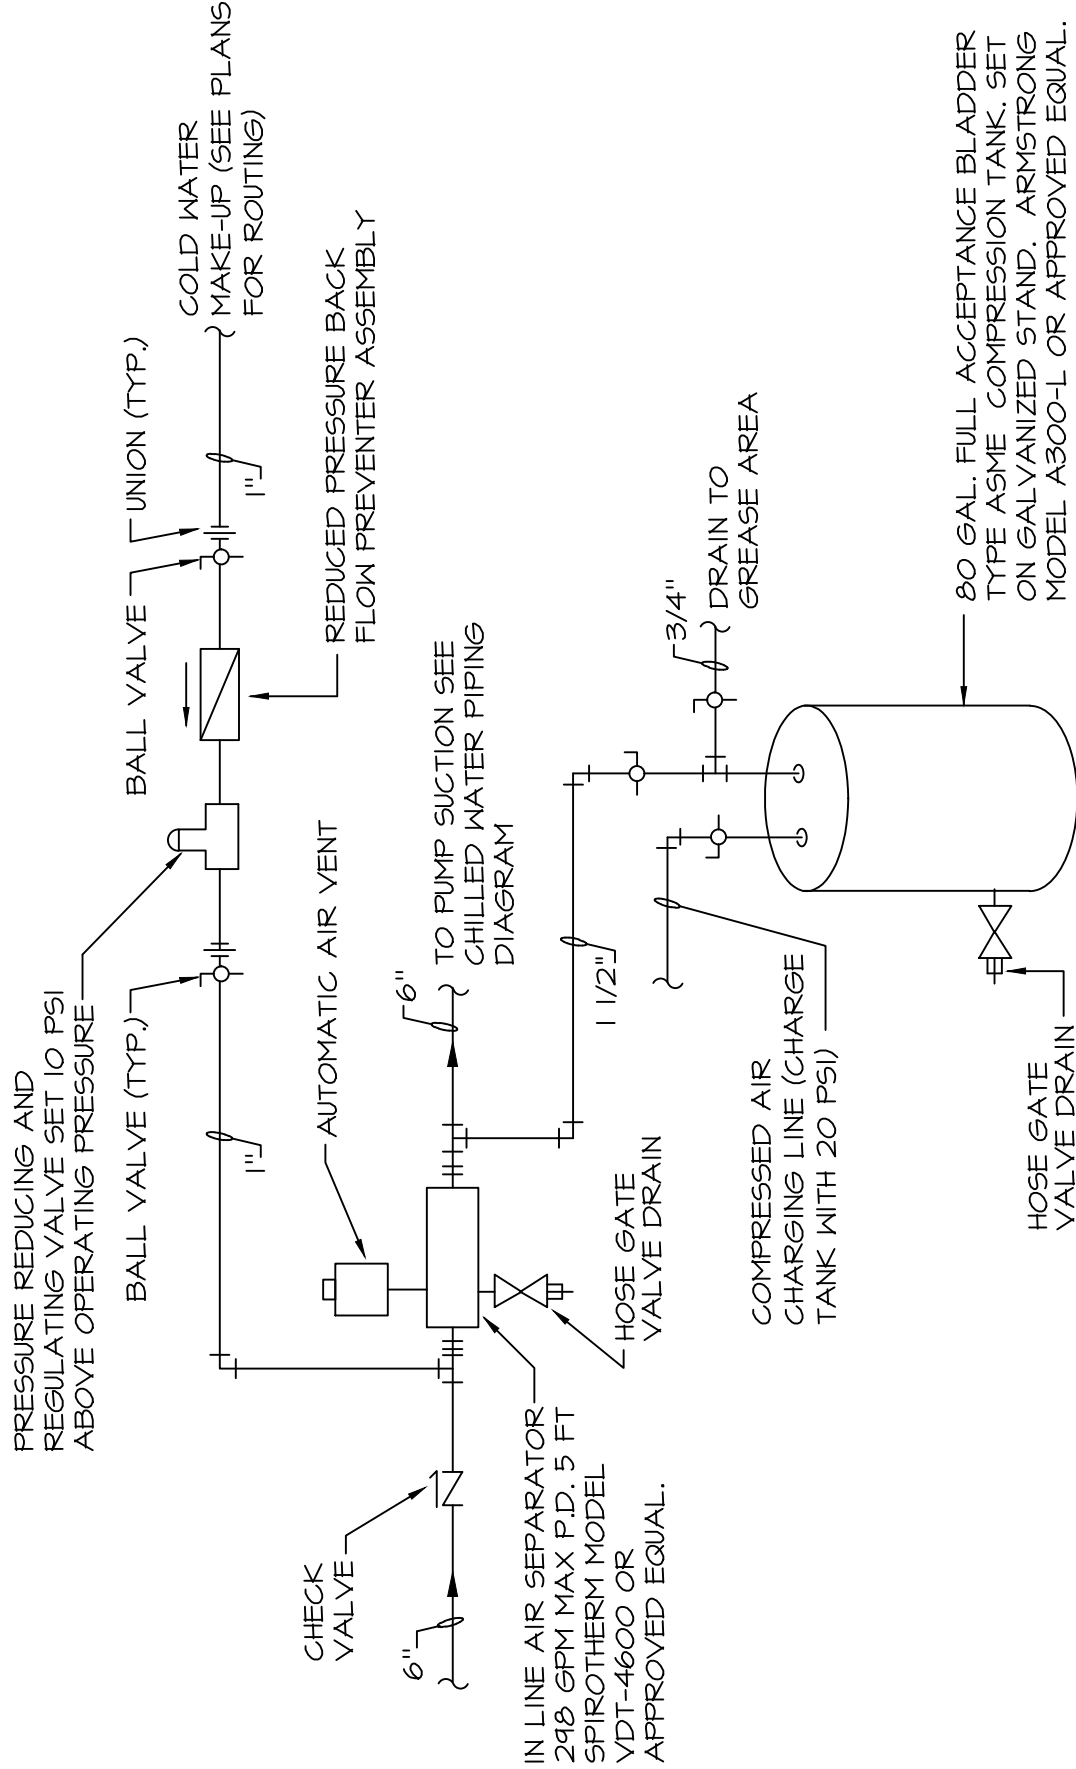 PRESSURE REDUCING AND
REGULATING VALVE SET 10 PSI
ABOVE OPERATING PRESSURE
BALL VALVE (TYP.)
BALL VALVE
UNION (TYP.)
COLD WATER
MAKE-UP (SEE PLANS
FOR ROUTING)
1"
1"
REDUCED PRESSURE BACK
FLOW PREVENTER ASSEMBLY
AUTOMATIC AIR VENT
CHECK
VALVE
6"
6"
TO PUMP SUCTION SEE
CHILLED WATER PIPING
DIAGRAM
IN LINE AIR SEPARATOR
298 GPM MAX P.D. 5 FT
SPIROTHERM MODEL
VDT-4600 OR
APPROVED EQUAL.
HOSE GATE
VALVE DRAIN
1 1/2"
3/4"
DRAIN TO
GREASE AREA
COMPRESSED AIR
CHARGING LINE (CHARGE
TANK WITH 20 PSI)
80 GAL. FULL ACCEPTANCE BLADDER
TYPE ASME COMPRESSION TANK. SET
ON GALVANIZED STAND. ARMSTRONG
MODEL A300-L OR APPROVED EQUAL.
HOSE GATE
VALVE DRAIN